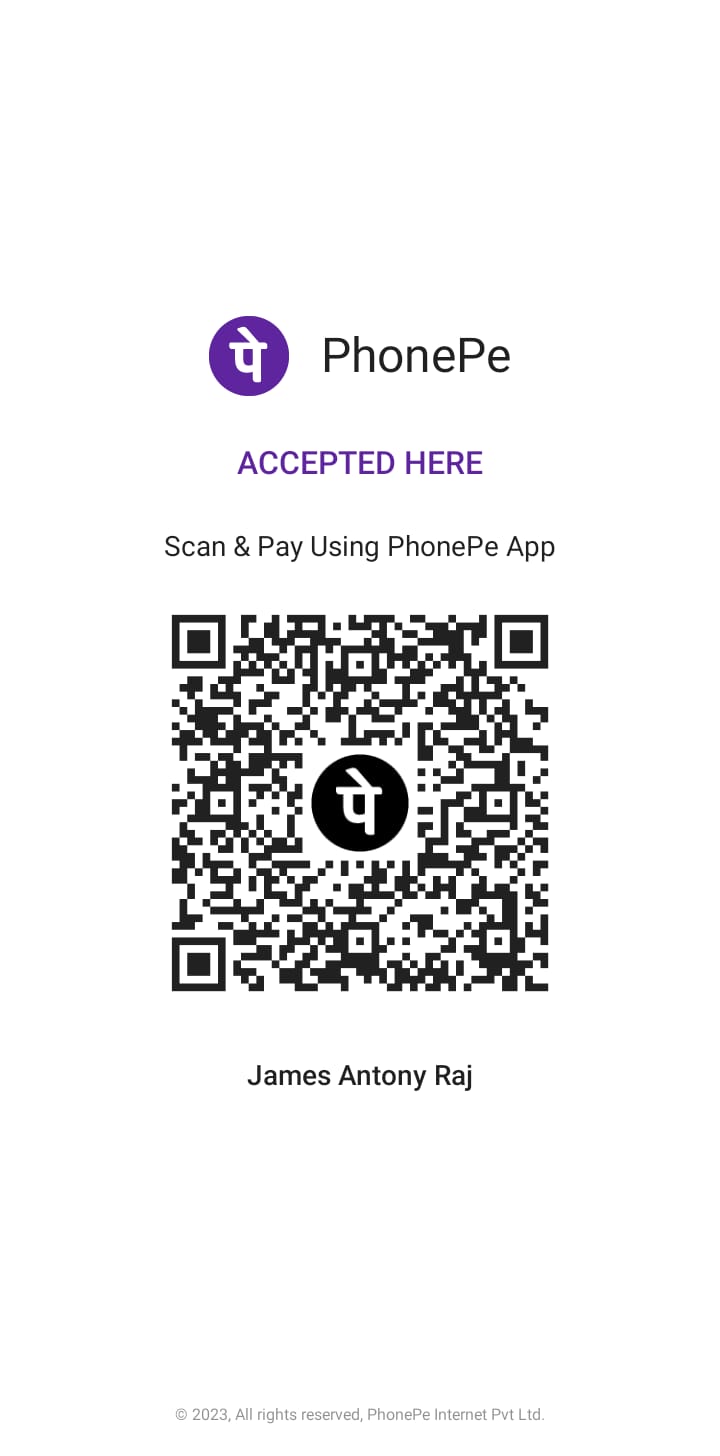 पे PhonePe
ACCEPTED HERE
Scan & Pay Using PhonePe App
पे
James Antony Raj
© 2023, All rights reserved, PhonePe Internet Pvt Ltd.